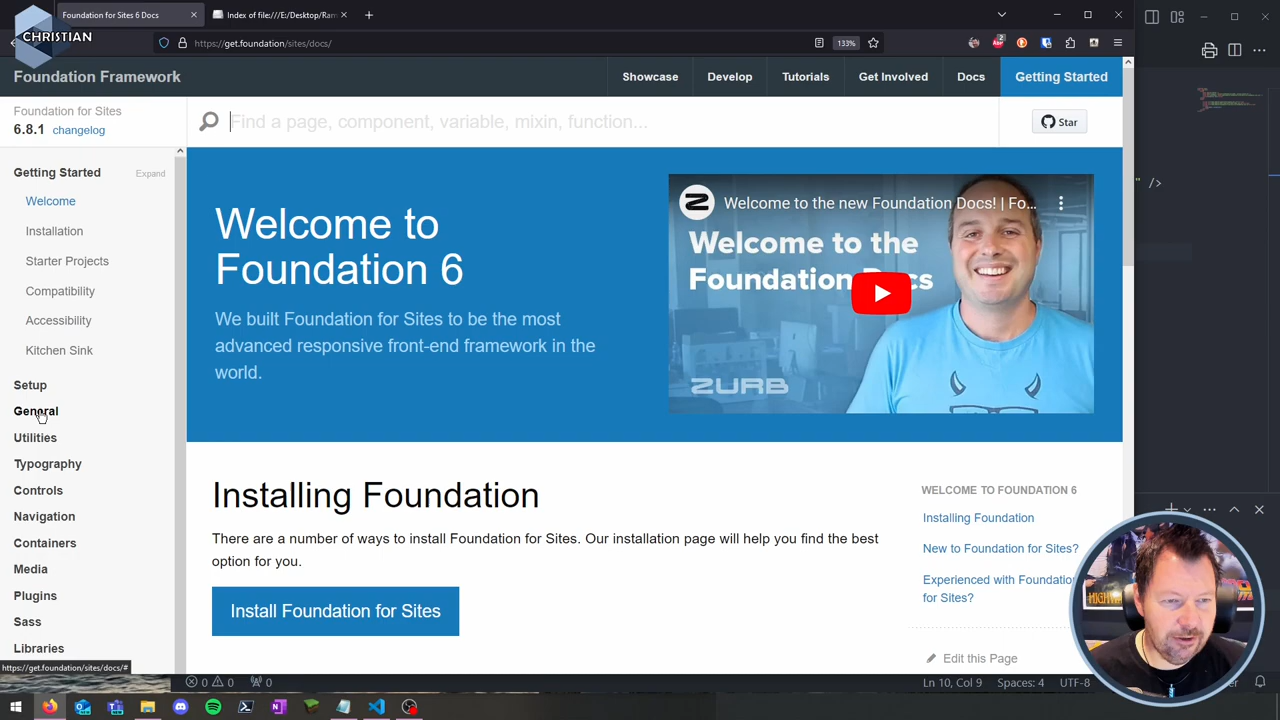 CHRISTIAN
Foundation for Sites 6 Docs
Index of file:///E:/Desktop/Ran
https://get.foundation/sites/docs/
133%
2
Foundation Framework
Showcase
Develop
Tutorials
Get Involved
Docs
Getting Started
Foundation for Sites
6.8.1 changelog
Find a page, component, variable, mixin, function...
Star
Getting Started
Expand
Welcome
Installation
Starter Projects
Compatibility
Accessibility
Kitchen Sink
Setup
General
Utilities
Typography
Controls
Navigation
Containers
Media
Plugins
Sass
Libraries
Welcome to
Foundation 6
We built Foundation for Sites to be the most
advanced responsive front-end framework in the
world.
Z
Welcome to the new Foundation Docs! | Fo...
Welcome to the
Foundation Docs
ZURB
Installing Foundation
There are a number of ways to install Foundation for Sites. Our installation page will help you find the best
option for you.
Install Foundation for Sites
WELCOME TO FOUNDATION 6
Installing Foundation
New to Foundation for Sites?
Experienced with Foundation
for Sites?
Edit this Page
" />
https://get.foundation/sites/docs/#
0 0 0
Ln 10, Col 9
Spaces: 4
UTF-8